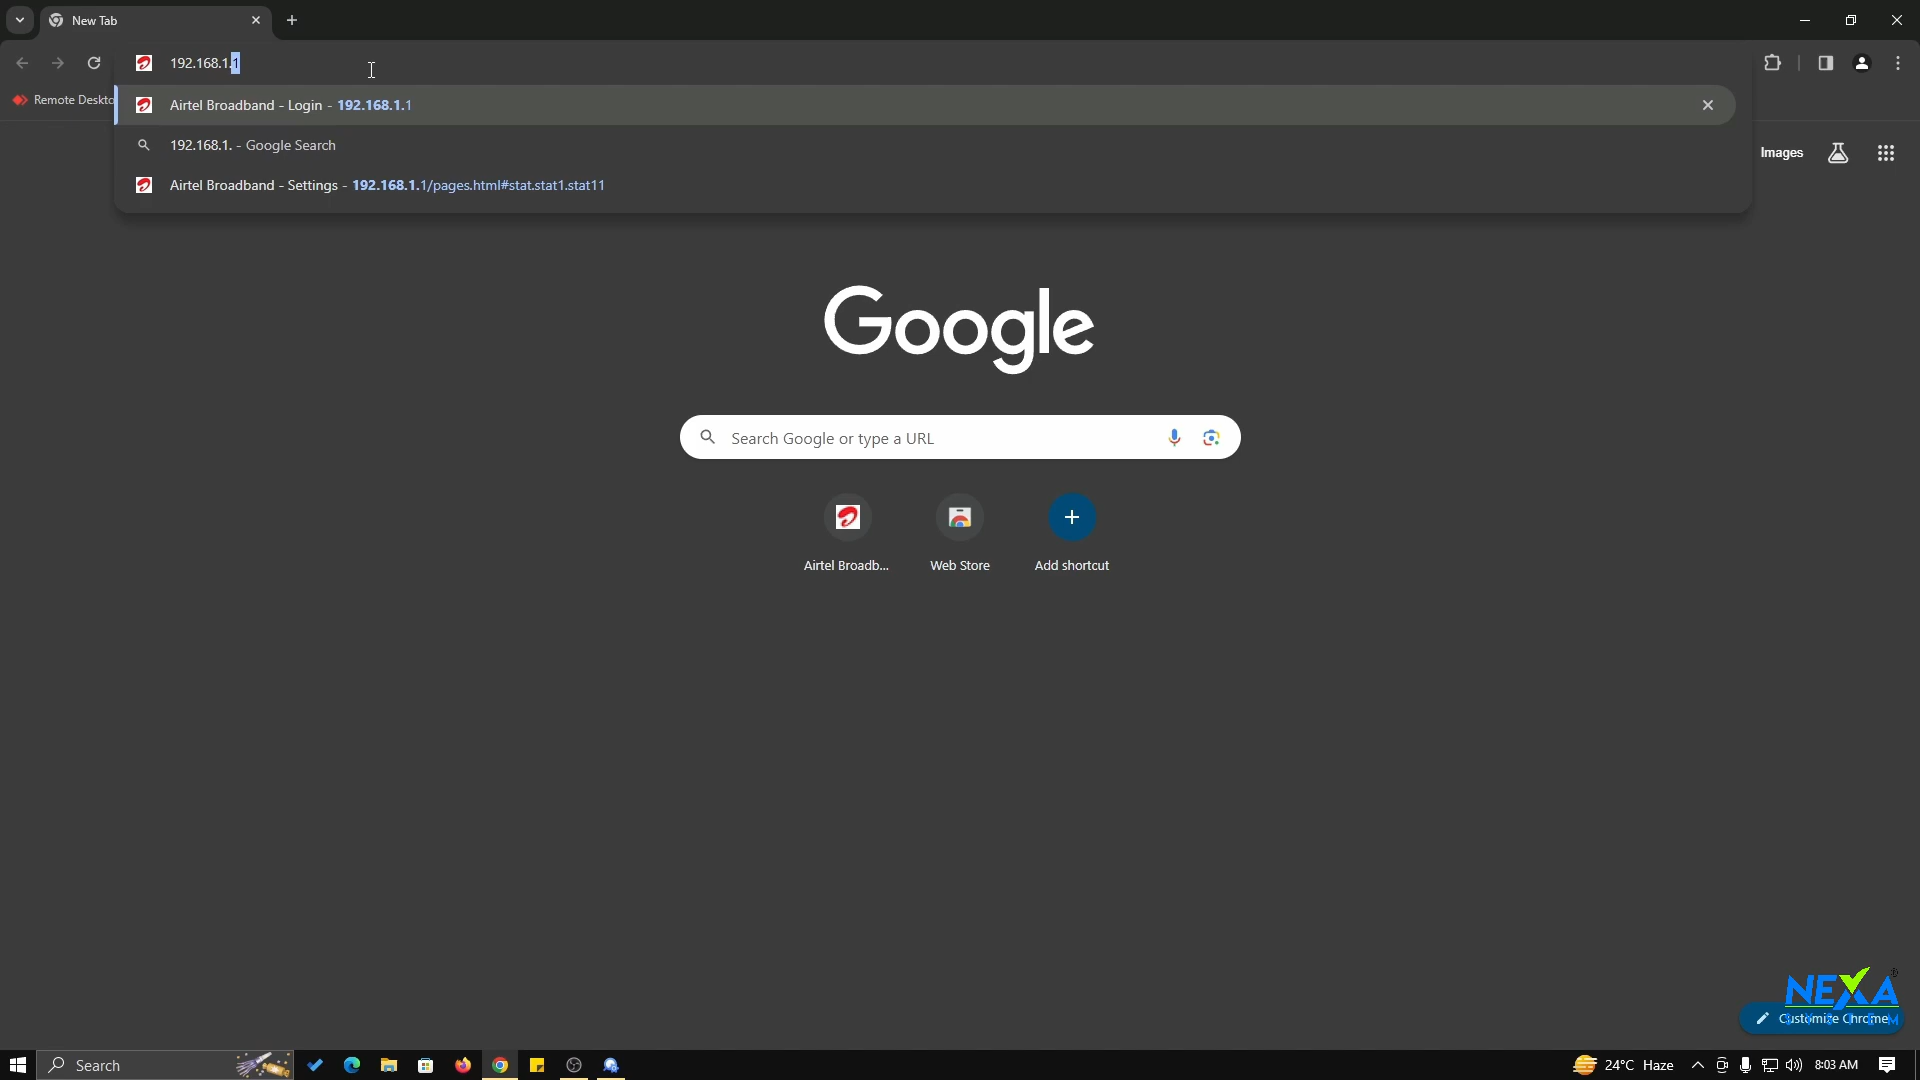 New Tab
192.168.1.1
Remote Deskto
Airtel Broadband - Login - 192.168.1.1
192.168.1. - Google Search
Airtel Broadband - Settings - 192.168.1.1/pages.html#stat.stat1.stat11
Images
Google
Search Google or type a URL
Airtel Broadb...
Web Store
Add shortcut
NEXA
®
SYSTEM
Customize Chrome
Search
24°C Haze
8:03 AM